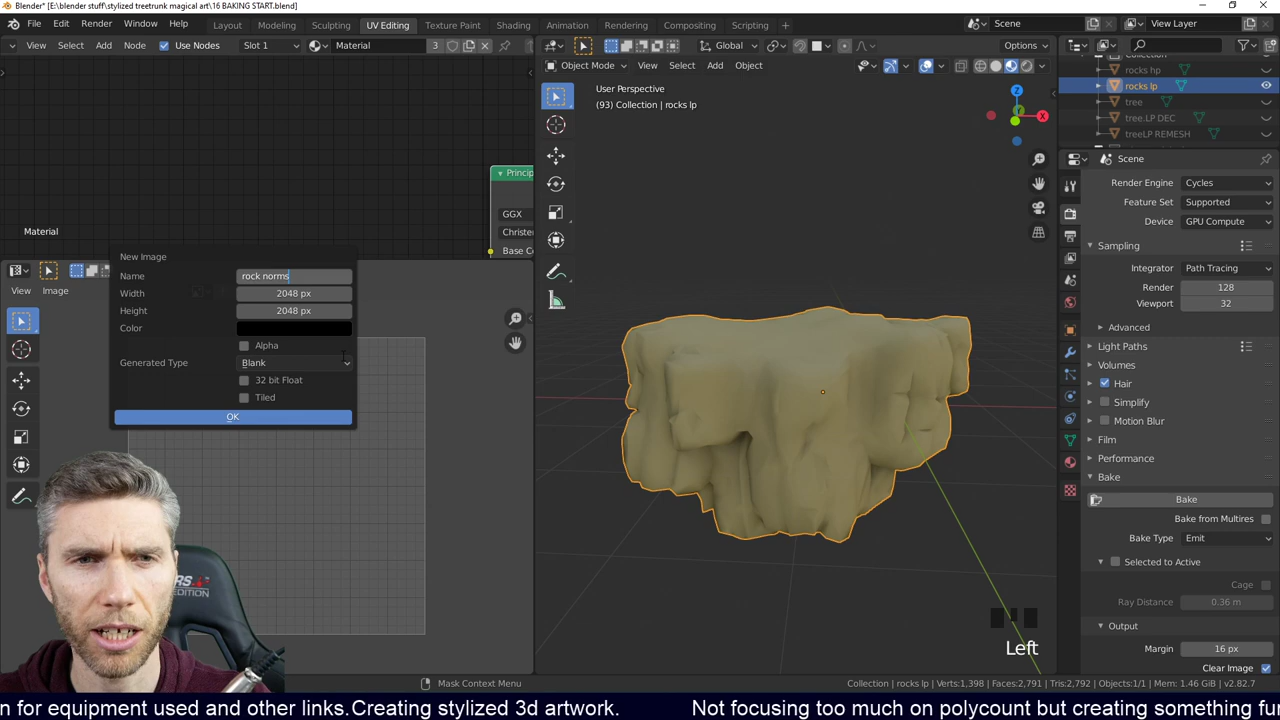 Blender* [E:\blender stuff\stylized treetrunk magical art\16 BAKING START.blend]
File Edit Render Window Help Layout Modeling Sculpting UV Editing Texture Paint Shading Animation Rendering Compositing Scripting Scene View Layer
View Select Add Node Use Nodes Slot 1 Material 3 Global Options
Object Mode View Select Add Object
User Perspective
(93) Collection | rocks lp
Collection
rocks hp
rocks lp
tree
tree.LP DEC
treeLP REMESH
Z
Y
X
Scene
Render Engine Cycles
Feature Set Supported
Device GPU Compute
Sampling
Integrator Path Tracing
Render 128
Viewport 32
Advanced
Light Paths
Volumes
Hair
Simplify
Motion Blur
Film
Performance
Bake
Bake
Bake from Multires
Bake Type Emit
Selected to Active
Cage
Ray Distance 0.36 m
Output
Margin 16 px
Clear Image
Princip
GGX
Christe
Base Co
Material
View Image
New Image
Name rock norms
Width 2048 px
Height 2048 px
Color
Alpha
Generated Type Blank
32 bit Float
Tiled
OK
Left
Mask Context Menu
Collection | rocks lp | Verts:1,398 | Faces:2,791 | Tris:2,792 | Objects:1/1 | Mem: 1.46 GiB | v2.82.7
n for equipment used and other links.Creating stylized 3d artwork. Not focusing too much on polycount but creating something fu